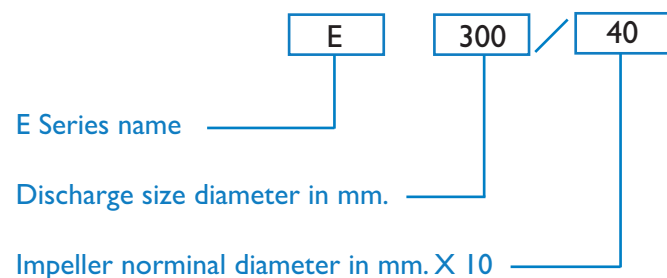 E 300 / 40
E Series name
Discharge size diameter in mm.
Impeller norminal diameter in mm. X 10